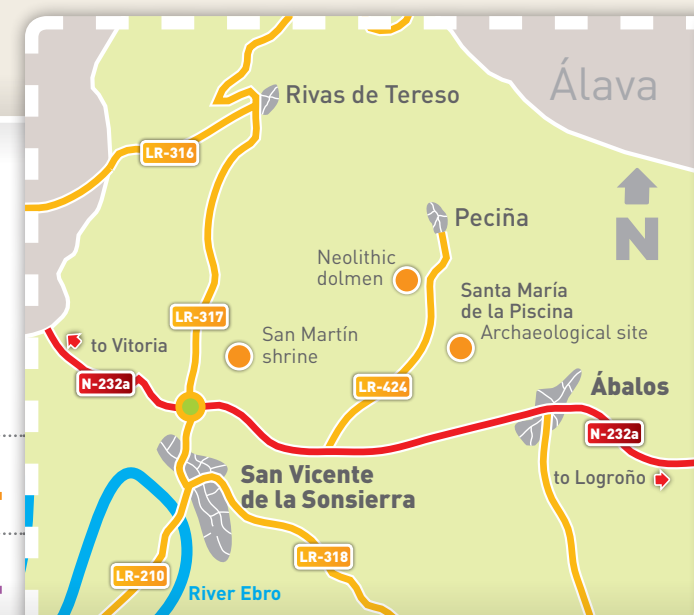 Álava
Rivas de Tereso
LR-316
Peciña
N
Neolithic
dolmen
Santa María
de la Piscina
Archaeological site
LR-317
San Martín
shrine
to Vitoria
N-232a
LR-424
Ábalos
N-232a
to Logroño
San Vicente
de la Sonsierra
LR-318
LR-210
River Ebro